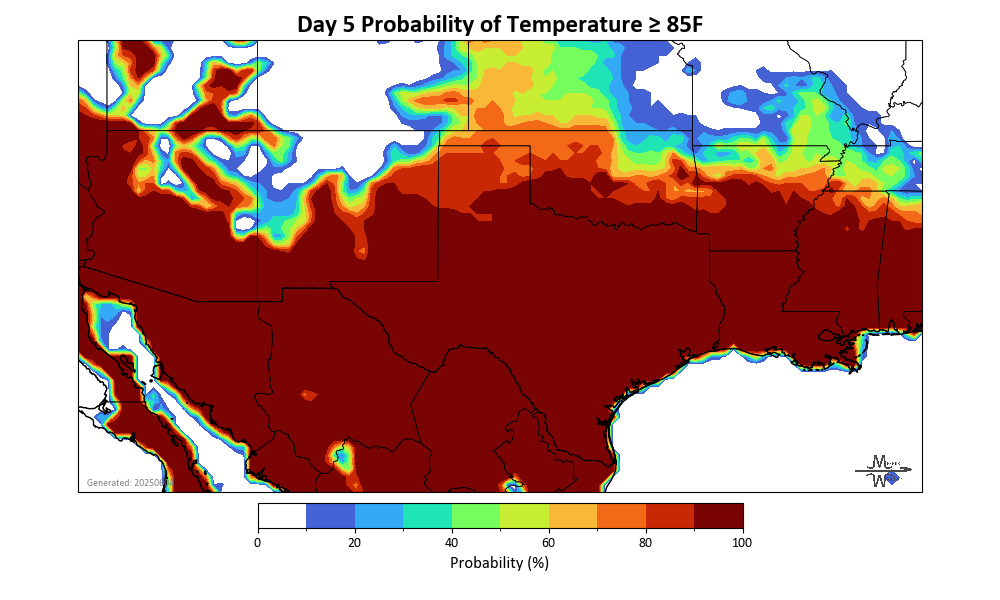 Day 5 Probability of Temperature ≥ 85F
Generated:
M
W
0 20 40 60 80 100
Probability (%)